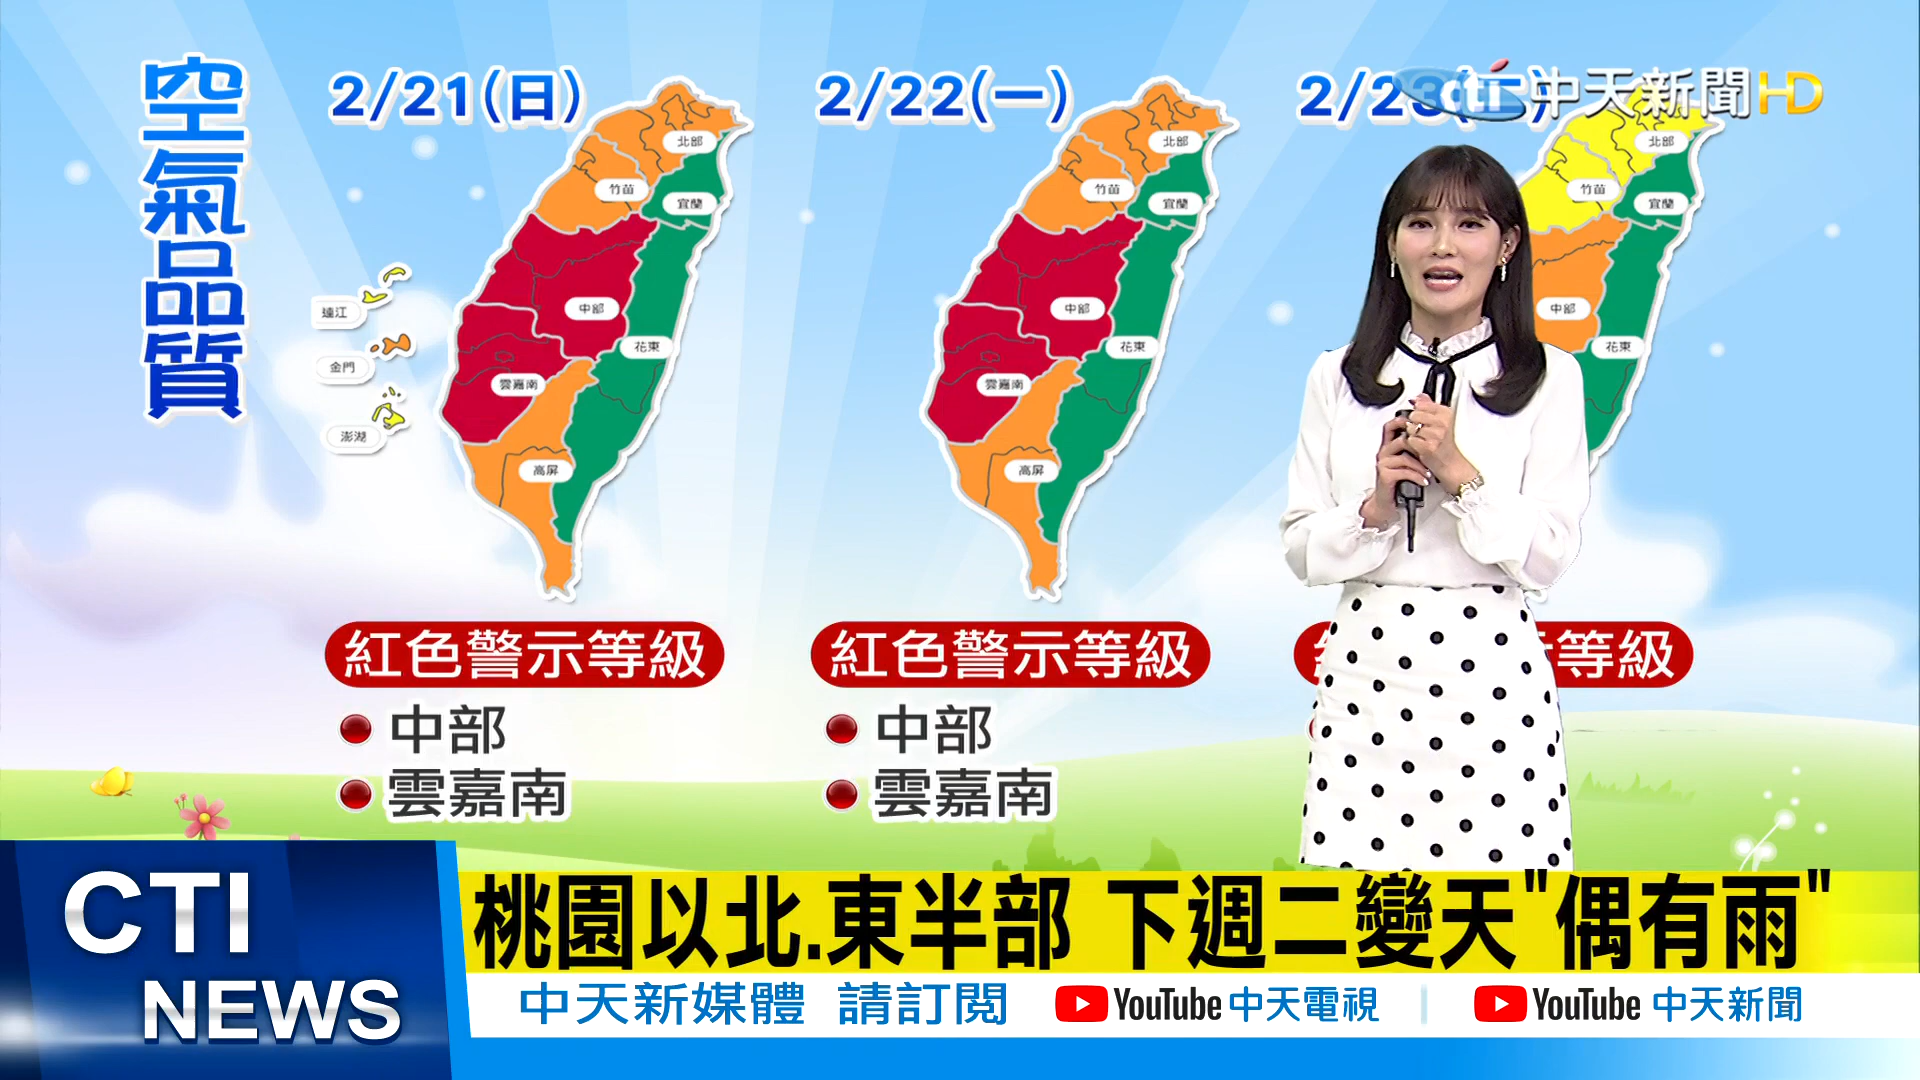 空氣品質
2/21(日)
2/22(一)
2/23(二)
cti 中天新聞HD
北部
竹苗
宜蘭
中部
花東
雲嘉南
高屏
連江
金門
澎湖
北部
竹苗
宜蘭
中部
花東
雲嘉南
高屏
北部
竹苗
宜蘭
中部
花東
紅色警示等級
中部
雲嘉南
紅色警示等級
中部
雲嘉南
等級
CTI
NEWS
桃園以北.東半部 下週二變天"偶有雨"
中天新媒體 請訂閱 YouTube 中天電視 | YouTube 中天新聞